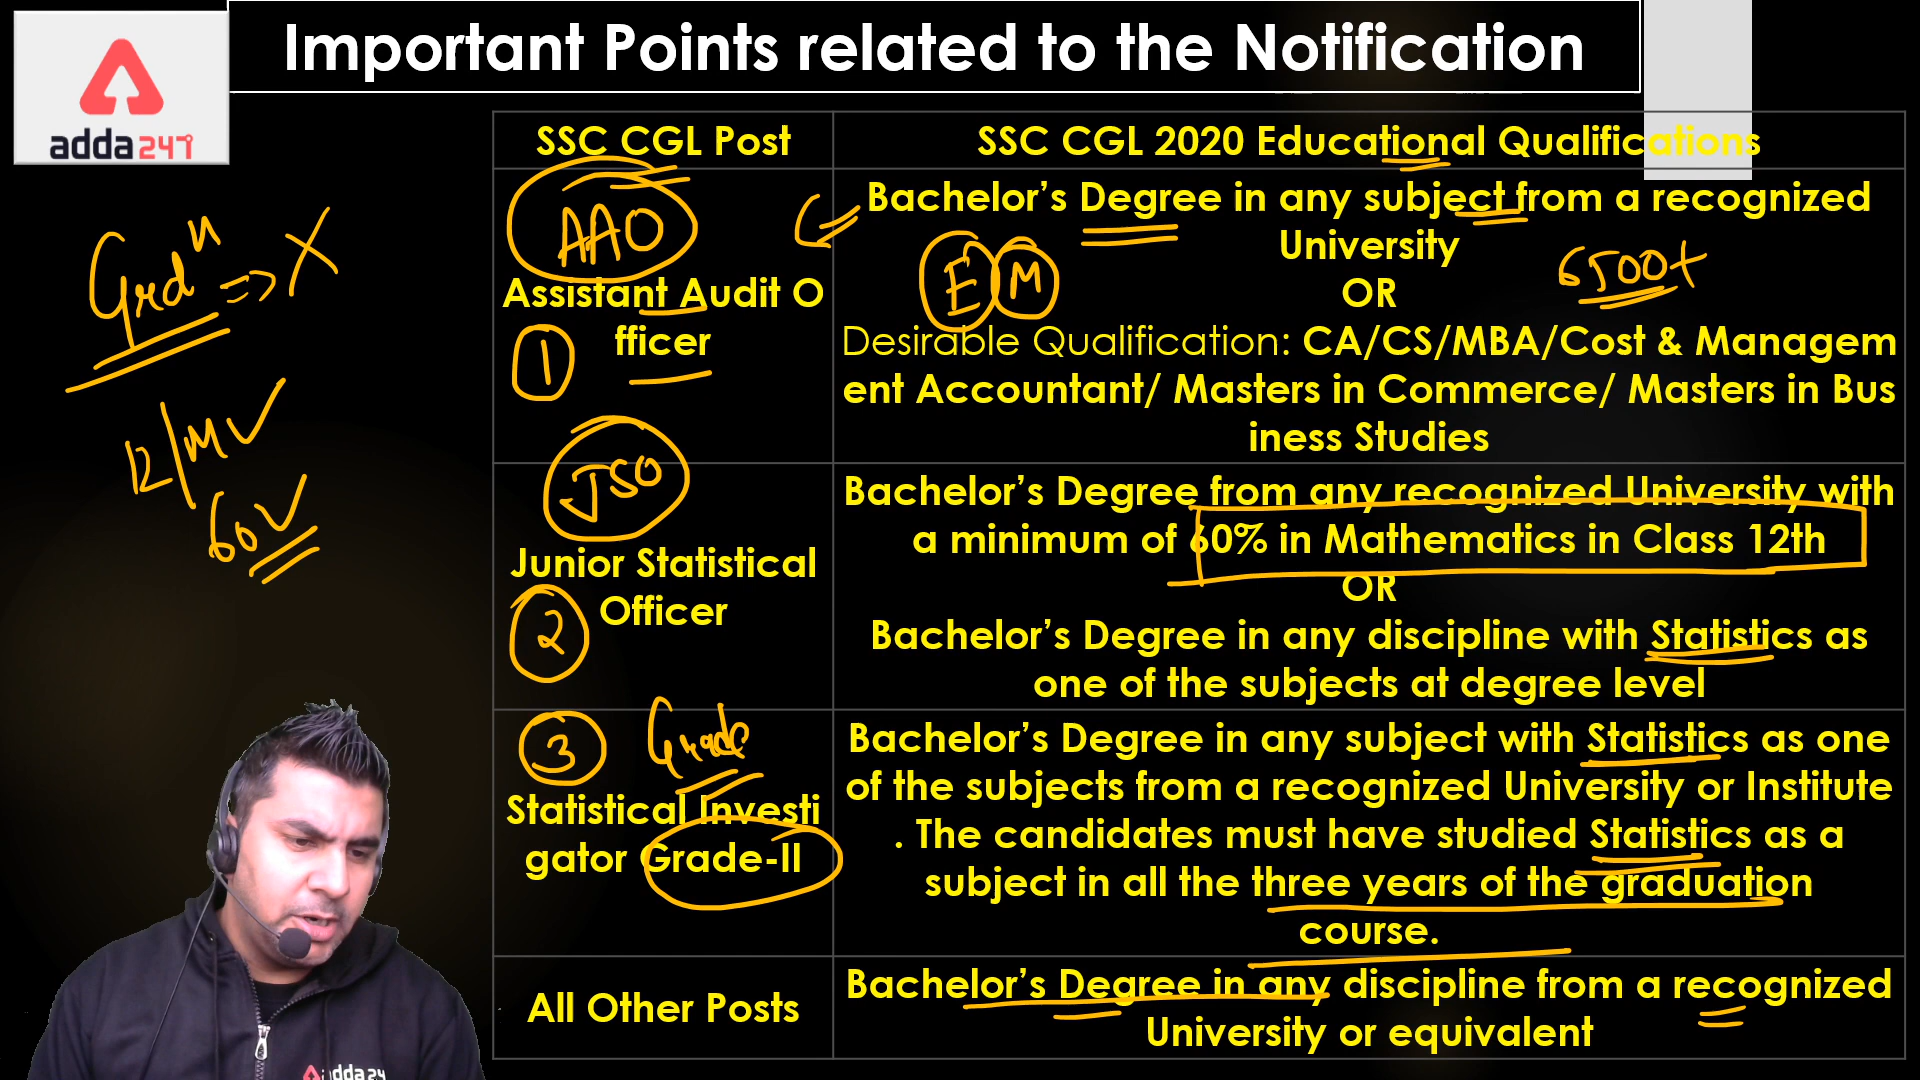 Important Points related to the Notification
adda247
SSC CGL Post
SSC CGL 2020 Educational Qualifications
AAO
Assistant Audit O
fficer
1
Bachelor's Degree in any subject from a recognized
University
E M
6500+
OR
Desirable Qualification: CA/CS/MBA/Cost & Managem
ent Accountant/ Masters in Commerce/ Masters in Bus
iness Studies
Grdn => X
12/M
60
JSO
Junior Statistical
Officer
2
Bachelor's Degree from any recognized University with
a minimum of 60% in Mathematics in Class 12th
OR
Bachelor's Degree in any discipline with Statistics as
one of the subjects at degree level
3
Grade
Statistical Investi
gator Grade-II
Bachelor's Degree in any subject with Statistics as one
of the subjects from a recognized University or Institute
. The candidates must have studied Statistics as a
subject in all the three years of the graduation
course.
All Other Posts
Bachelor's Degree in any discipline from a recognized
University or equivalent
adda24